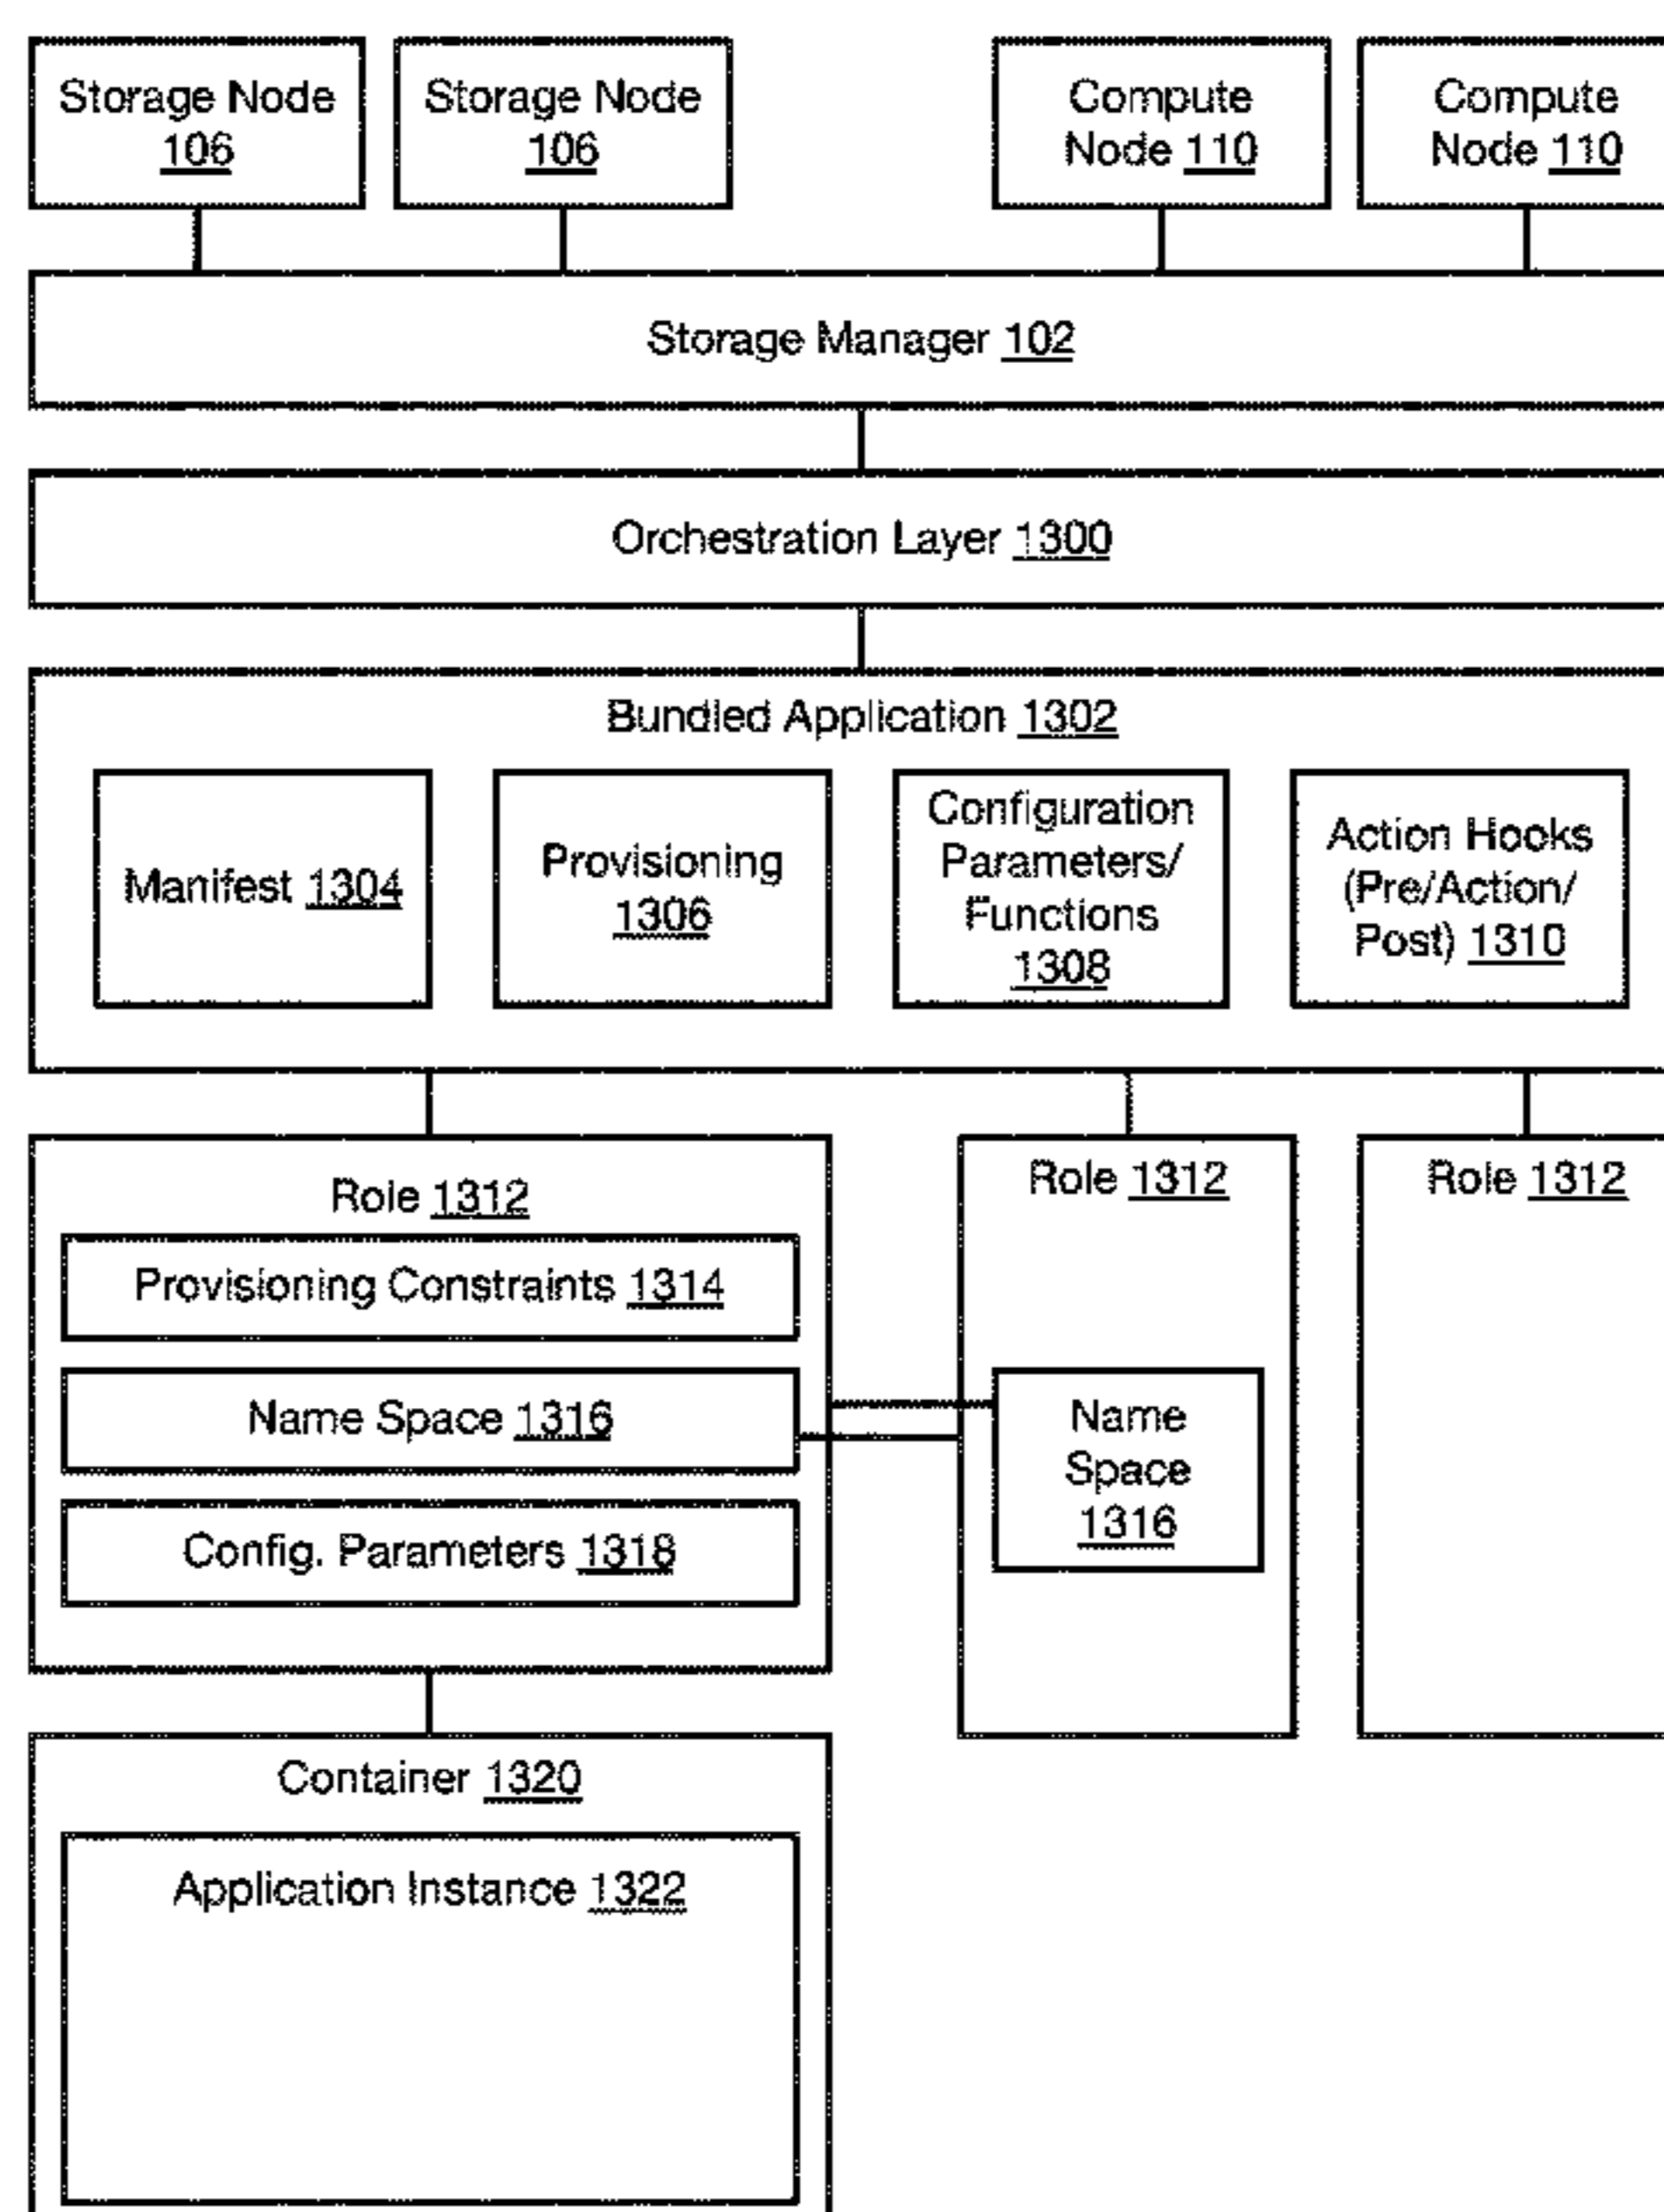 Storage Node
106
Storage Node
106
Compute
Node 110
Compute
Node 110
Storage Manager 102
Orchestration Layer 1300
Bundled Application 1302
Manifest 1304
Provisioning
1306
Configuration
Parameters/
Functions
1308
Action Hooks
(Pre/Action/
Post) 1310
Role 1312
Provisioning Constraints 1314
Name Space 1316
Config. Parameters 1318
Role 1312
Name
Space
1316
Role 1312
Container 1320
Application Instance 1322